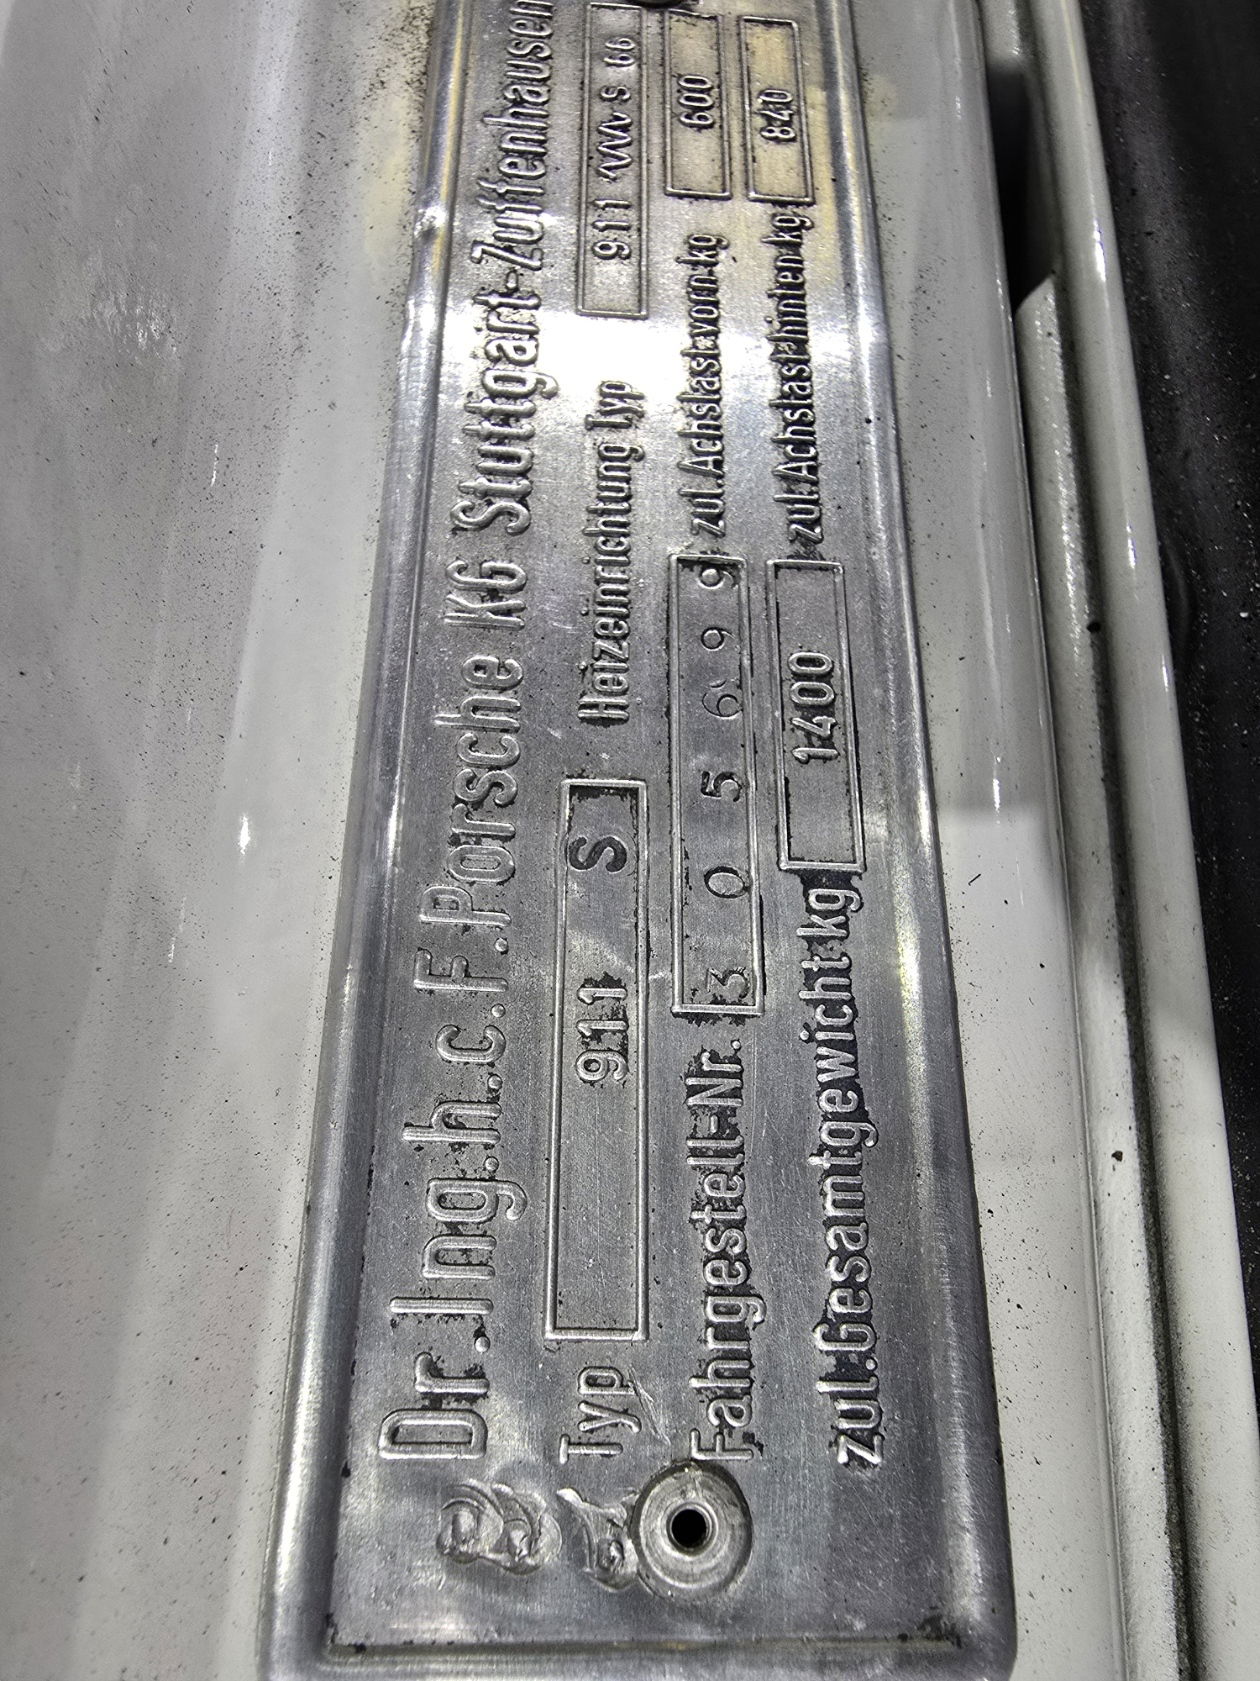 Dr.Ing.h.c.F.Porsche KG Stuttgart-Zuffenhausen
Typ 911 S Heizeinrichtung Typ 911 S 66
Fahrgestell-Nr. 305699 zul.Achslast vorn kg 600
zul.Gesamtgewicht kg 1400 zul.Achslast hinten kg 840